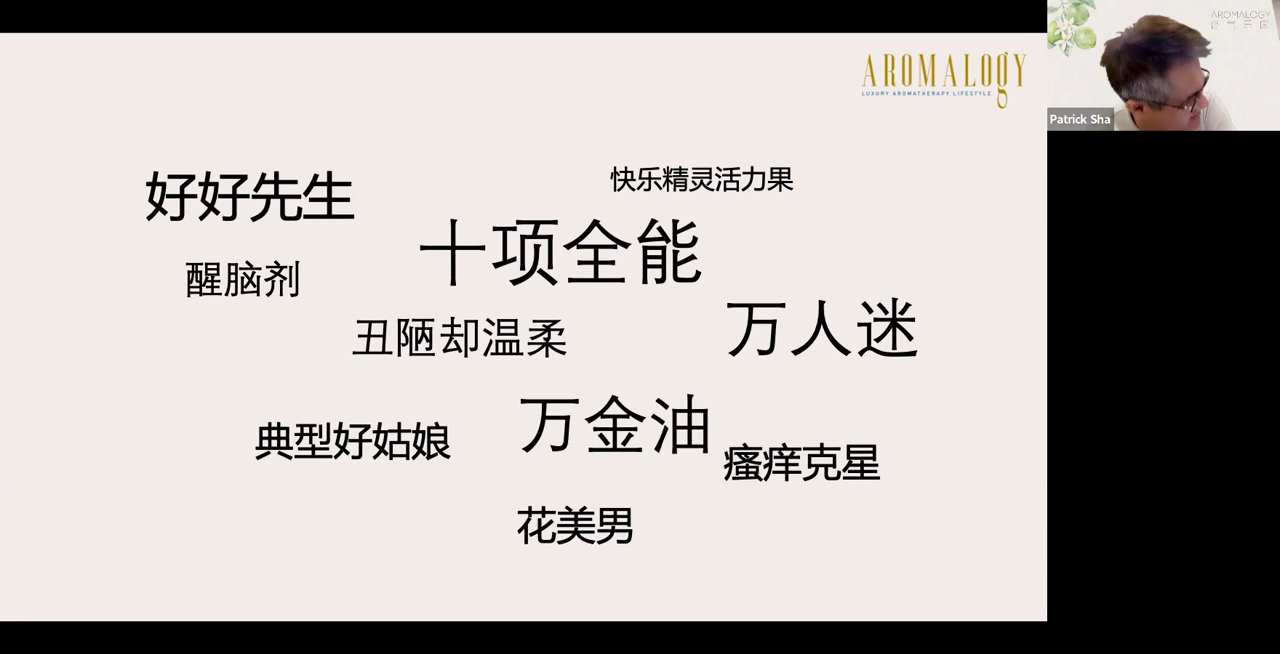 AROMALOGY
LUXURY AROMATHERAPY LIFESTYLE
好好先生
快乐精灵活力果
十项全能
醒脑剂
万人迷
丑陋却温柔
万金油
典型好姑娘
瘙痒克星
花美男
AROMALOGY
Patrick Sha